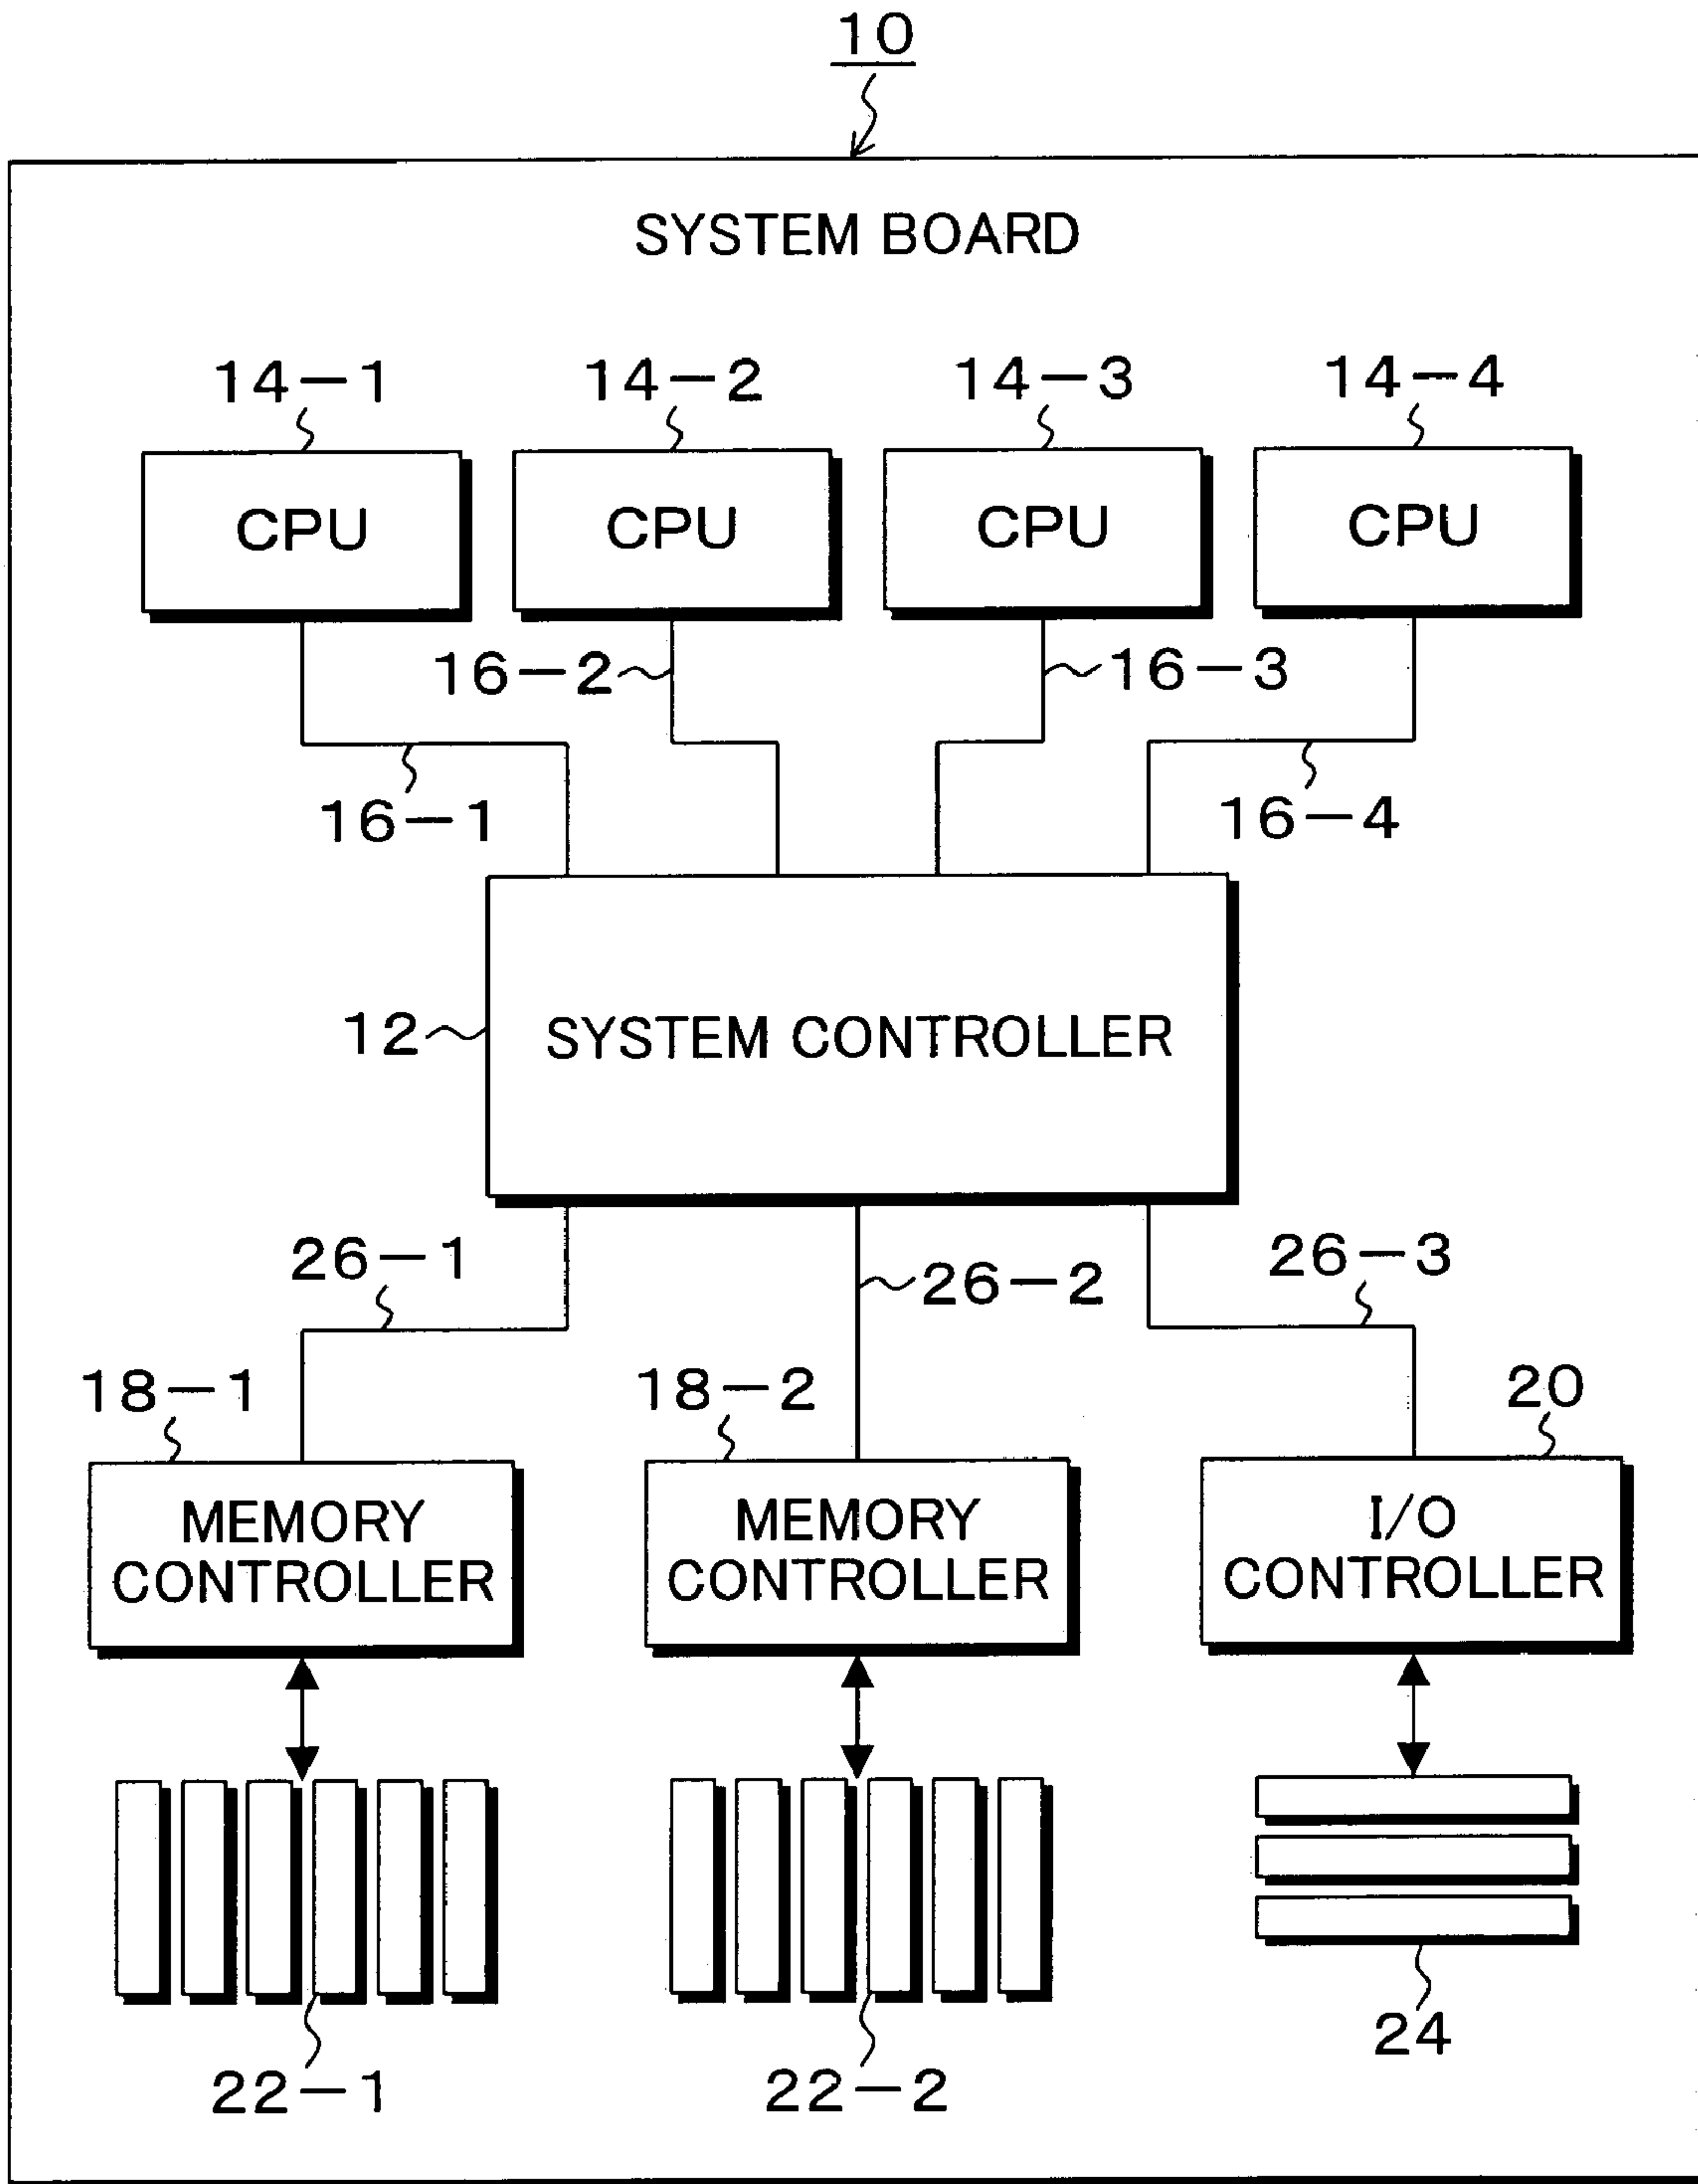 10
SYSTEM BOARD
14-1 14-2 14-3 14-4
CPU CPU CPU CPU
16-2 16-3
16-1 16-4
12 SYSTEM CONTROLLER
26-1 26-2 26-3
18-1 18-2 20
MEMORY CONTROLLER
MEMORY CONTROLLER
I/O CONTROLLER
22-1 22-2 24